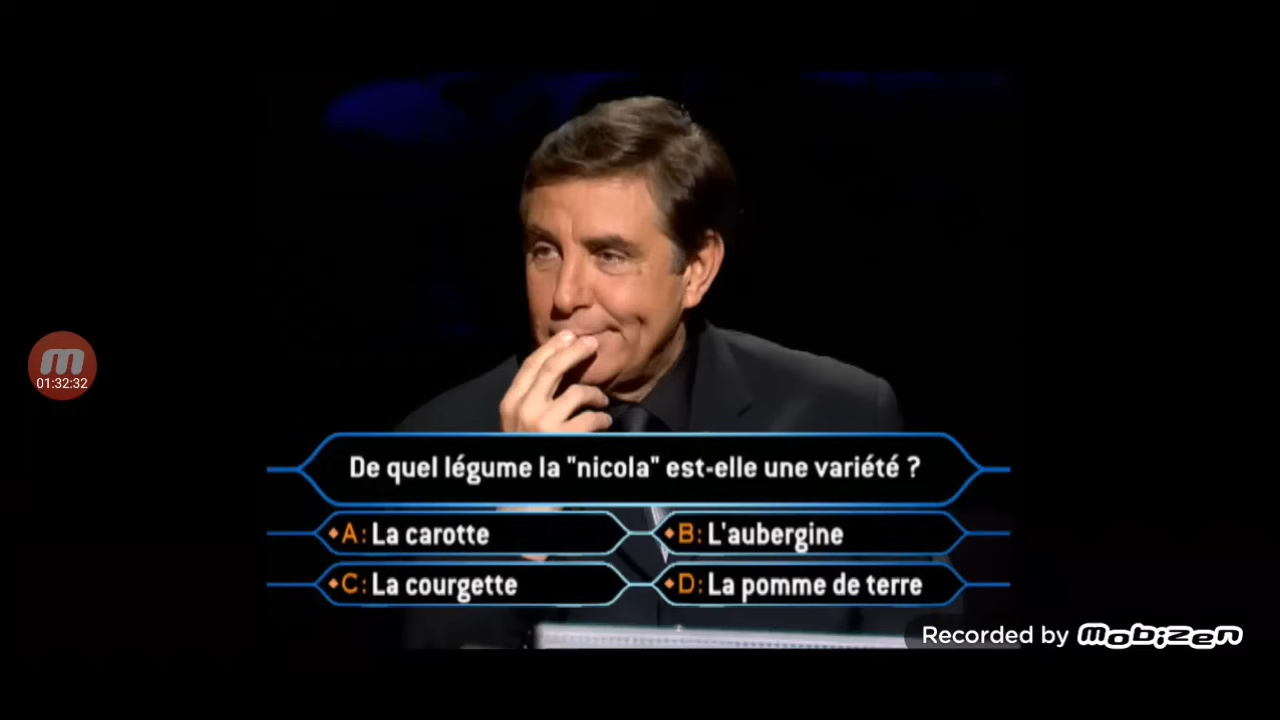 01:32:32
De quel légume la "nicola" est-elle une variété ?
A: La carotte
B: L'aubergine
C: La courgette
D: La pomme de terre
Recorded by mobizen